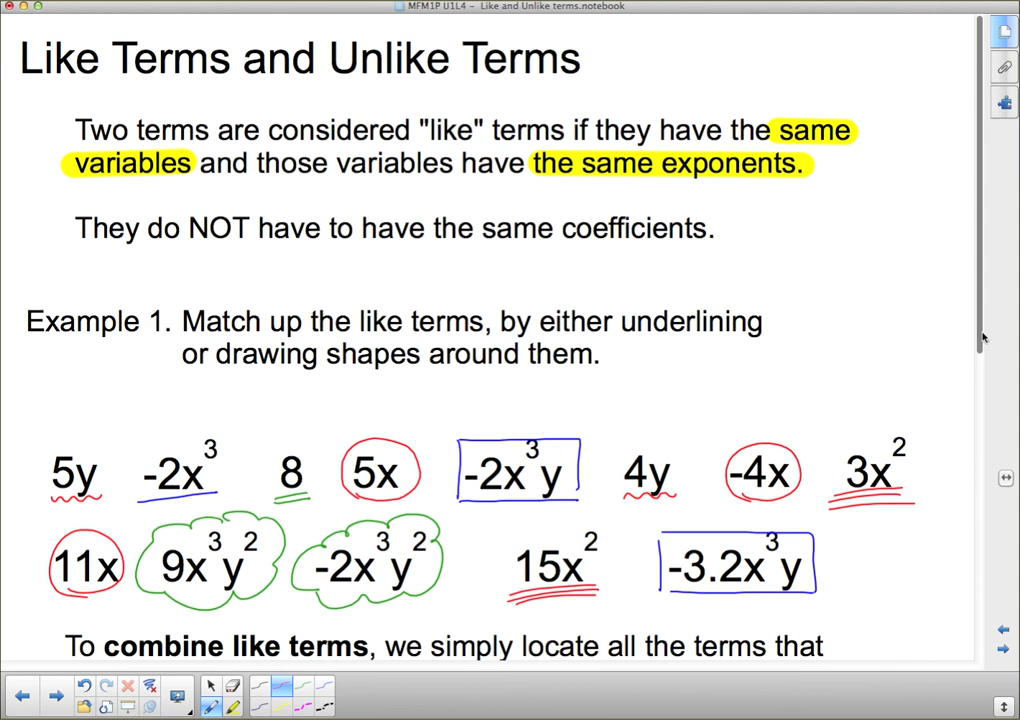 MFM1P U1L4 - Like and Unlike terms.notebook
Like Terms and Unlike Terms
Two terms are considered "like" terms if they have the same
variables and those variables have the same exponents.
They do NOT have to have the same coefficients.
Example 1. Match up the like terms, by either underlining
or drawing shapes around them.
5y -2x³ 8 5x -2x³y 4y -4x 3x²
11x 9x³y² -2x³y² 15x² -3.2x³y
To combine like terms, we simply locate all the terms that